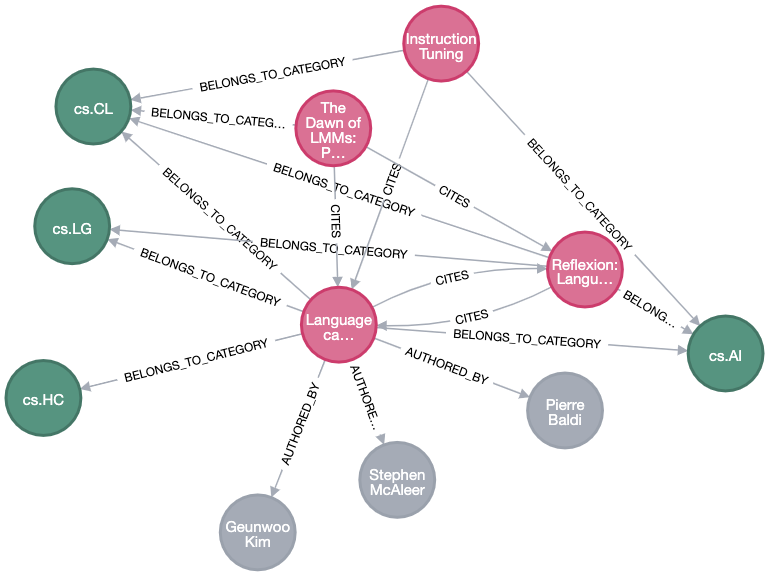 Instruction
Tuning
BELONGS_TO_CATEGORY
cs.CL
The
Dawn of
LMMs:
P...
BELONGS_TO_CATEG...
BELONGS_TO_CATEGORY
CITES
CITES
BELONGS_TO_CATEGORY
BELONGS_TO_CATEGORY
CITES
cs.LG
BELONGS_TO_CATEGORY
BELONGS_TO_CATEGORY
Reflexion:
Langu...
CITES
BELONG...
Language
ca...
CITES
BELONGS_TO_CATEGORY
cs.AI
BELONGS_TO_CATEGORY
cs.HC
AUTHORED_BY
AUTHORE...
AUTHORED_BY
Pierre
Baldi
Stephen
McAleer
Geunwoo
Kim